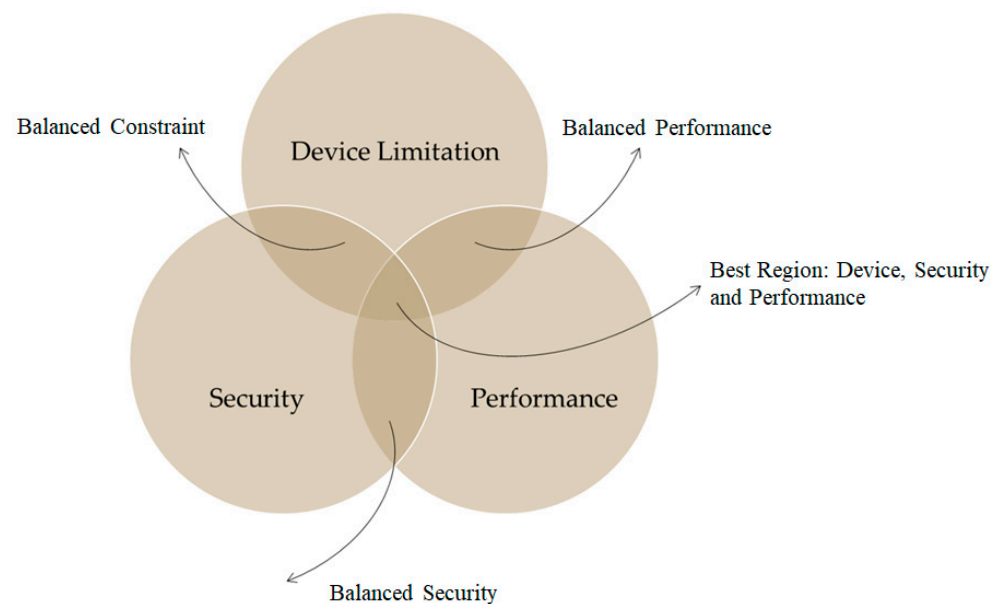 Balanced Constraint
Balanced Performance
Device Limitation
Best Region: Device, Security
and Performance
Security
Performance
Balanced Security